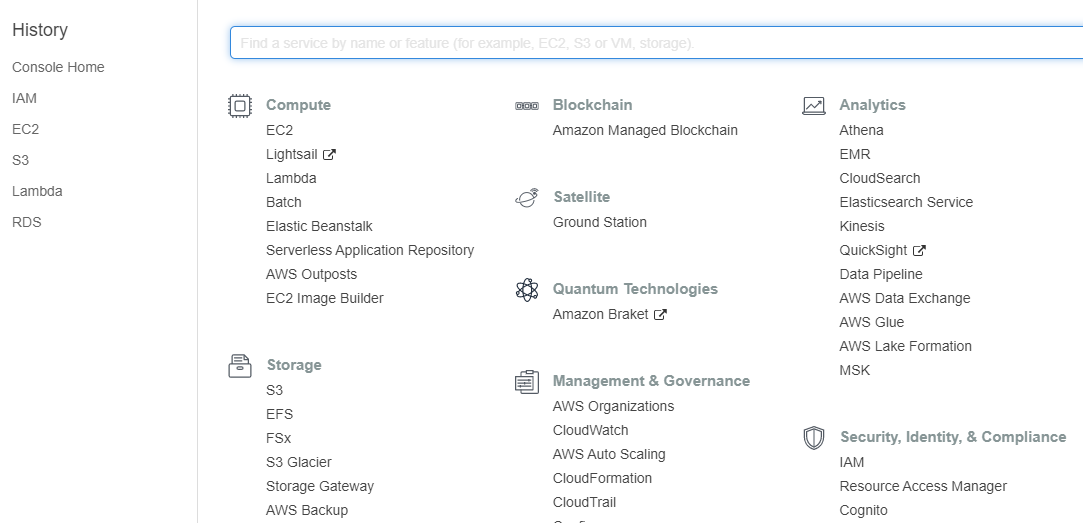 History
Console Home
IAM
EC2
S3
Lambda
RDS
Find a service by name or feature (for example, EC2, S3 or VM, storage).
Compute
EC2
Lightsail
Lambda
Batch
Elastic Beanstalk
Serverless Application Repository
AWS Outposts
EC2 Image Builder
Storage
S3
EFS
FSx
S3 Glacier
Storage Gateway
AWS Backup
Blockchain
Amazon Managed Blockchain
Satellite
Ground Station
Quantum Technologies
Amazon Braket
Management & Governance
AWS Organizations
CloudWatch
AWS Auto Scaling
CloudFormation
CloudTrail
Analytics
Athena
EMR
CloudSearch
Elasticsearch Service
Kinesis
QuickSight
Data Pipeline
AWS Data Exchange
AWS Glue
AWS Lake Formation
MSK
Security, Identity, & Compliance
IAM
Resource Access Manager
Cognito